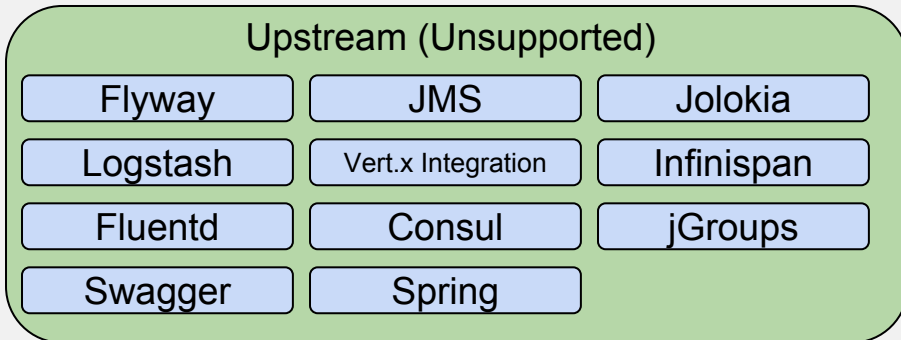 Upstream (Unsupported)
Flyway JMS Jolokia
Logstash Vert.x Integration Infinispan
Fluentd Consul jGroups
Swagger Spring